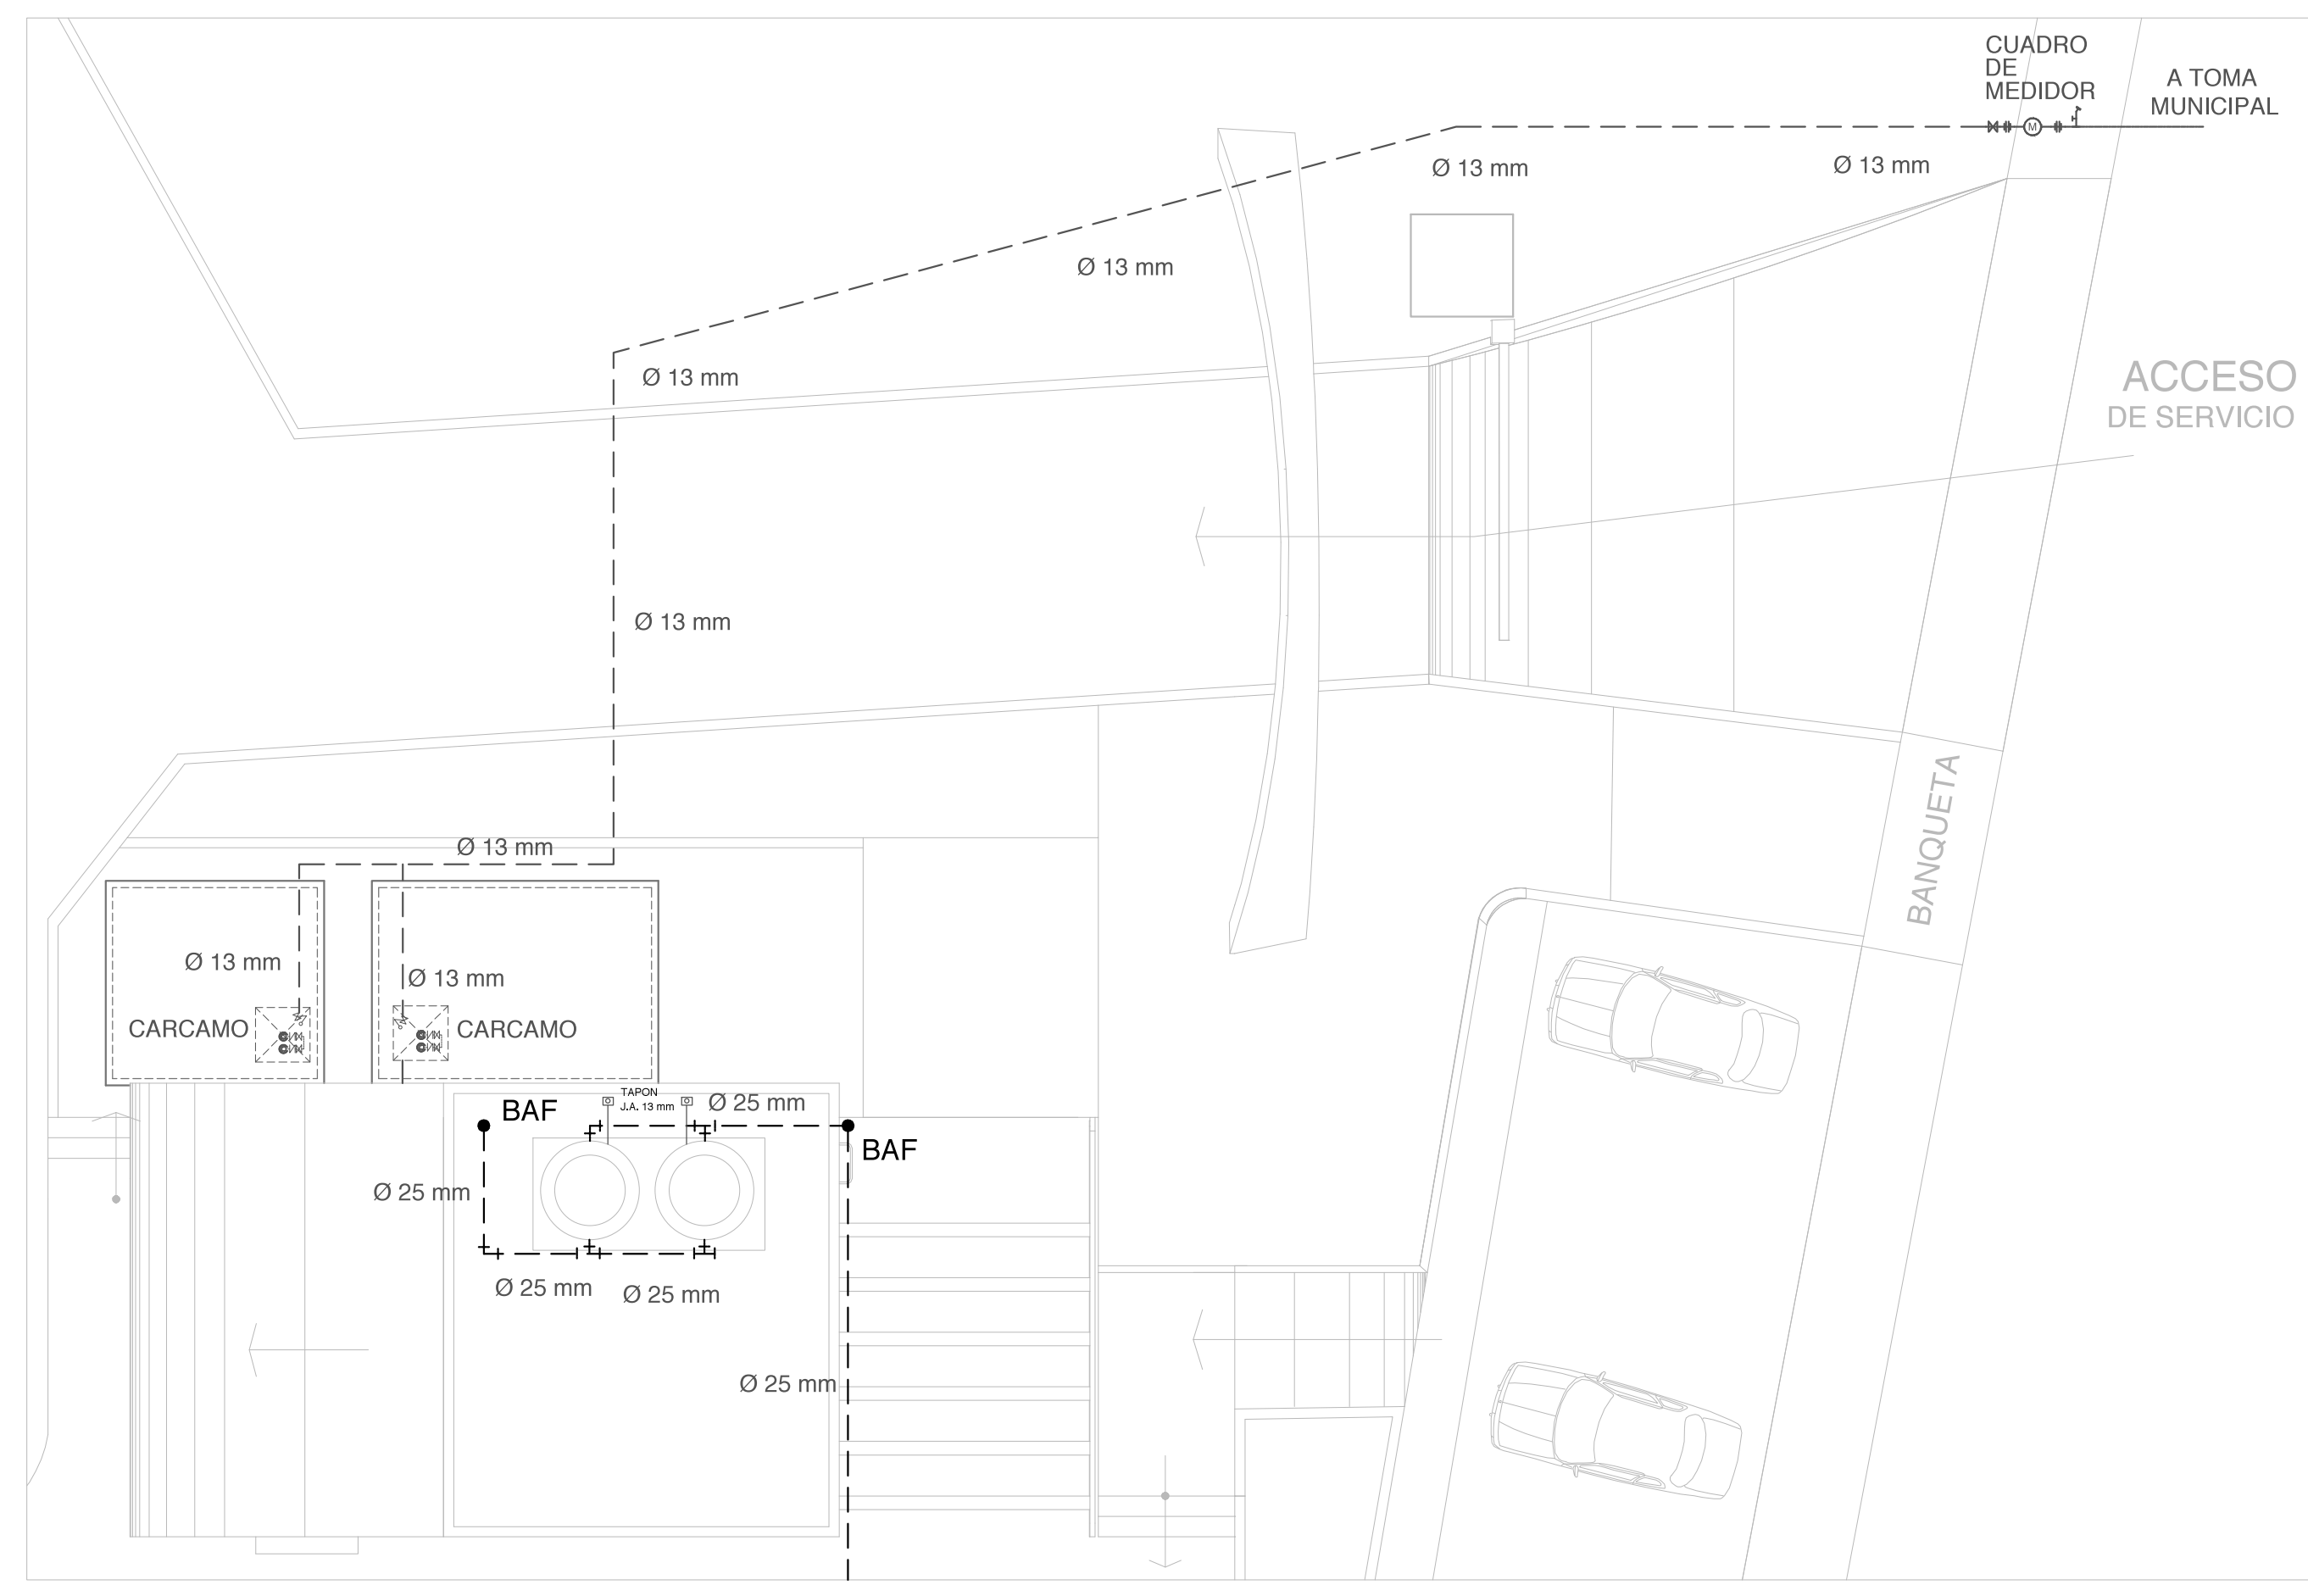 CUADRO
DE
MEDIDOR
A TOMA
MUNICIPAL
M
Ø 13 mm
Ø 13 mm
Ø 13 mm
Ø 13 mm
ACCESO
DE SERVICIO
Ø 13 mm
BANQUETA
Ø 13 mm
Ø 13 mm
Ø 13 mm
CARCAMO
CARCAMO
TAPON
J.A. 13 mm
Ø 25 mm
BAF
BAF
Ø 25 mm
Ø 25 mm
Ø 25 mm
Ø 25 mm